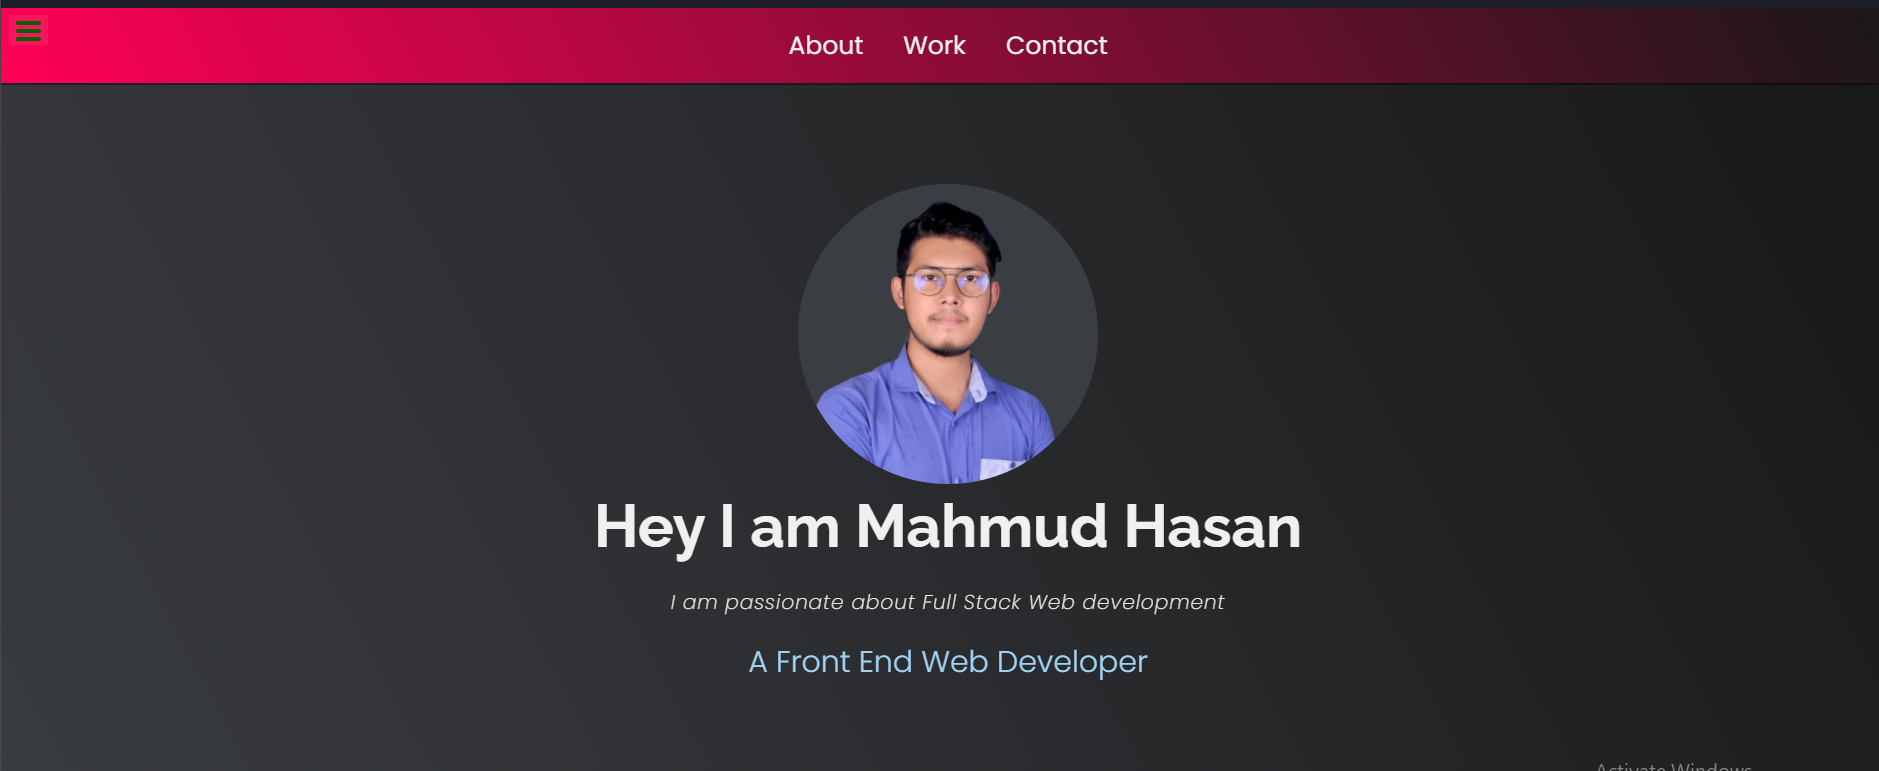 About Work Contact
Hey I am Mahmud Hasan
I am passionate about Full Stack Web development
A Front End Web Developer
Activate Windows